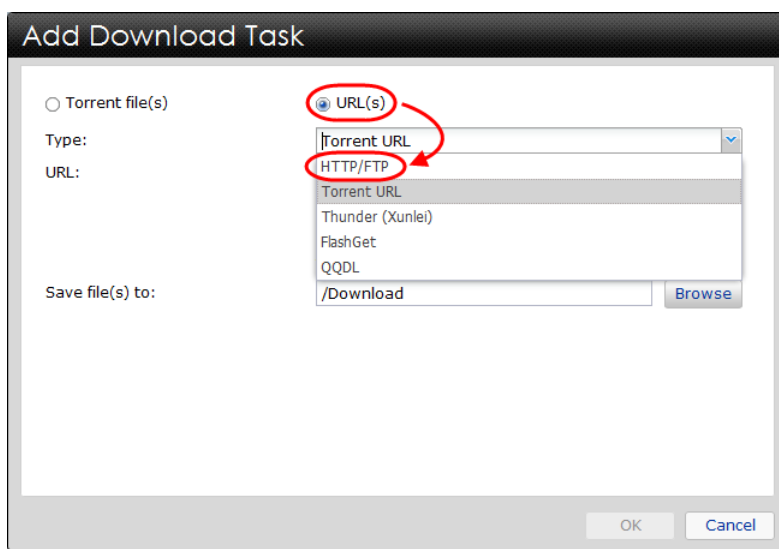 Add Download Task
Torrent file(s) URL(s)
Type: Torrent URL
HTTP/FTP
URL:
Torrent URL
Thunder (Xunlei)
FlashGet
QQDL
Save file(s) to: /Download Browse
OK Cancel